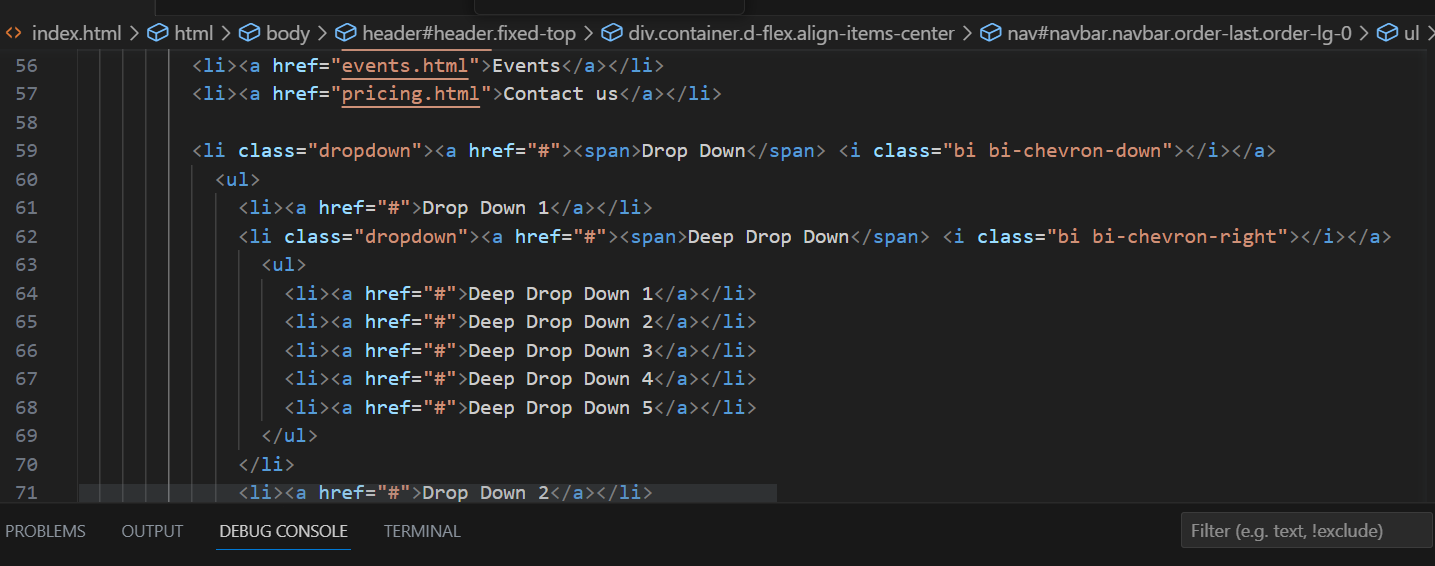 <> index.html > html > body > header#header.fixed-top > div.container.d-flex.align-items-center > nav#navbar.navbar.order-last.order-lg-0 > ul >
56 <li><a href="events.html">Events</a></li>
57 <li><a href="pricing.html">Contact us</a></li>
58
59 <li class="dropdown"><a href="#"><span>Drop Down</span> <i class="bi bi-chevron-down"></i></a>
60 <ul>
61 <li><a href="#">Drop Down 1</a></li>
62 <li class="dropdown"><a href="#"><span>Deep Drop Down</span> <i class="bi bi-chevron-right"></i></a>
63 <ul>
64 <li><a href="#">Deep Drop Down 1</a></li>
65 <li><a href="#">Deep Drop Down 2</a></li>
66 <li><a href="#">Deep Drop Down 3</a></li>
67 <li><a href="#">Deep Drop Down 4</a></li>
68 <li><a href="#">Deep Drop Down 5</a></li>
69 </ul>
70 </li>
71 <li><a href="#">Drop Down 2</a></li>
PROBLEMS OUTPUT DEBUG CONSOLE TERMINAL Filter (e.g. text, !exclude)